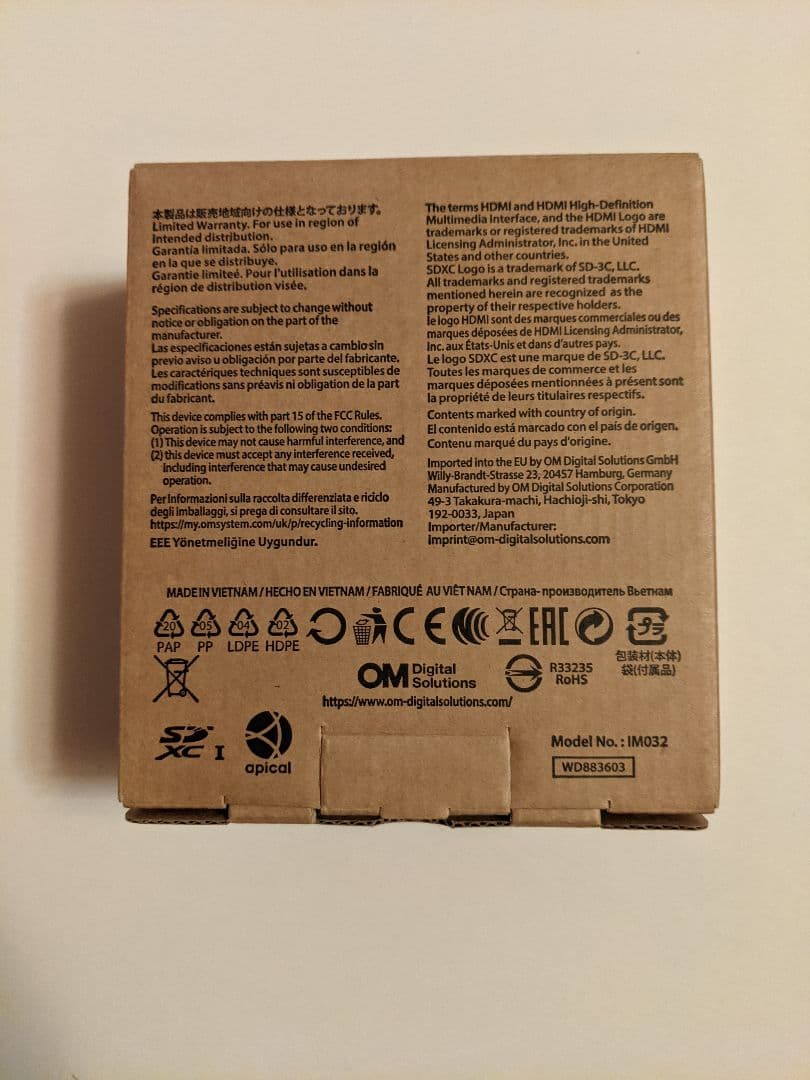 本製品は販売地域向けの仕様となっております。
Limited Warranty. For use in region of
Intended distribution.
Garantía limitada. Sólo para uso en la región
en la que se distribuye.
Garantie limiteé. Pour l'utilisation dans la
région de distribution visée.
Specifications are subject to change without
notice or obligation on the part of the
manufacturer.
Las especificaciones están sujetas a cambio sin
previo aviso u obligación por parte del fabricante.
Les caractéristiques techniques sont susceptibles de
modifications sans préavis ni obligation de la part
du fabricant.
This device complies with part 15 of the FCC Rules.
Operation is subject to the following two conditions:
(1) This device may not cause harmful interference, and
(2) this device must accept any interference received,
including interference that may cause undesired
operation.
Per informazioni sulla raccolta differenziata e riciclo
degli imballaggi, si prega di consultare il sito.
https://my.omsystem.com/uk/p/recycling-information
EEE Yönetmeliğine Uygundur.
The terms HDMI and HDMI High-Definition
Multimedia Interface, and the HDMI Logo are
trademarks or registered trademarks of HDMI
Licensing Administrator, Inc. in the United
States and other countries.
SDXC Logo is a trademark of SD-3C, LLC.
All trademarks and registered trademarks
mentioned herein are recognized as the
property of their respective holders.
le logo HDMI sont des marques commerciales ou des
marques déposées de HDMI Licensing Administrator,
Inc. aux États-Unis et dans d'autres pays.
Le logo SDXC est une marque de SD-3C, LLC.
Toutes les marques de commerce et les
marques déposées mentionnées à présent sont
la propriété de leurs titulaires respectifs.
Contents marked with country of origin.
El contenido está marcado con el país de origen.
Contenu marqué du pays d'origine.
Imported into the EU by OM Digital Solutions GmbH
Willy-Brandt-Strasse 23, 20457 Hamburg, Germany
Manufactured by OM Digital Solutions Corporation
49-3 Takakura-machi, Hachioji-shi, Tokyo
192-0033, Japan
Importer/Manufacturer:
Imprint@om-digitalsolutions.com
MADE IN VIETNAM / HECHO EN VIETNAM / FABRIQUÉ AU VIÊT NAM / Страна- производитель Вьетнам
20 05 04 02 CE EAC プラ
PAP PP LDPE HDPE
包装材(本体)
袋(付属品)
OM Digital Solutions
R33235
RoHS
https://www.om-digitalsolutions.com/
SD XC I
apical
Model No. : IM032
WD883603